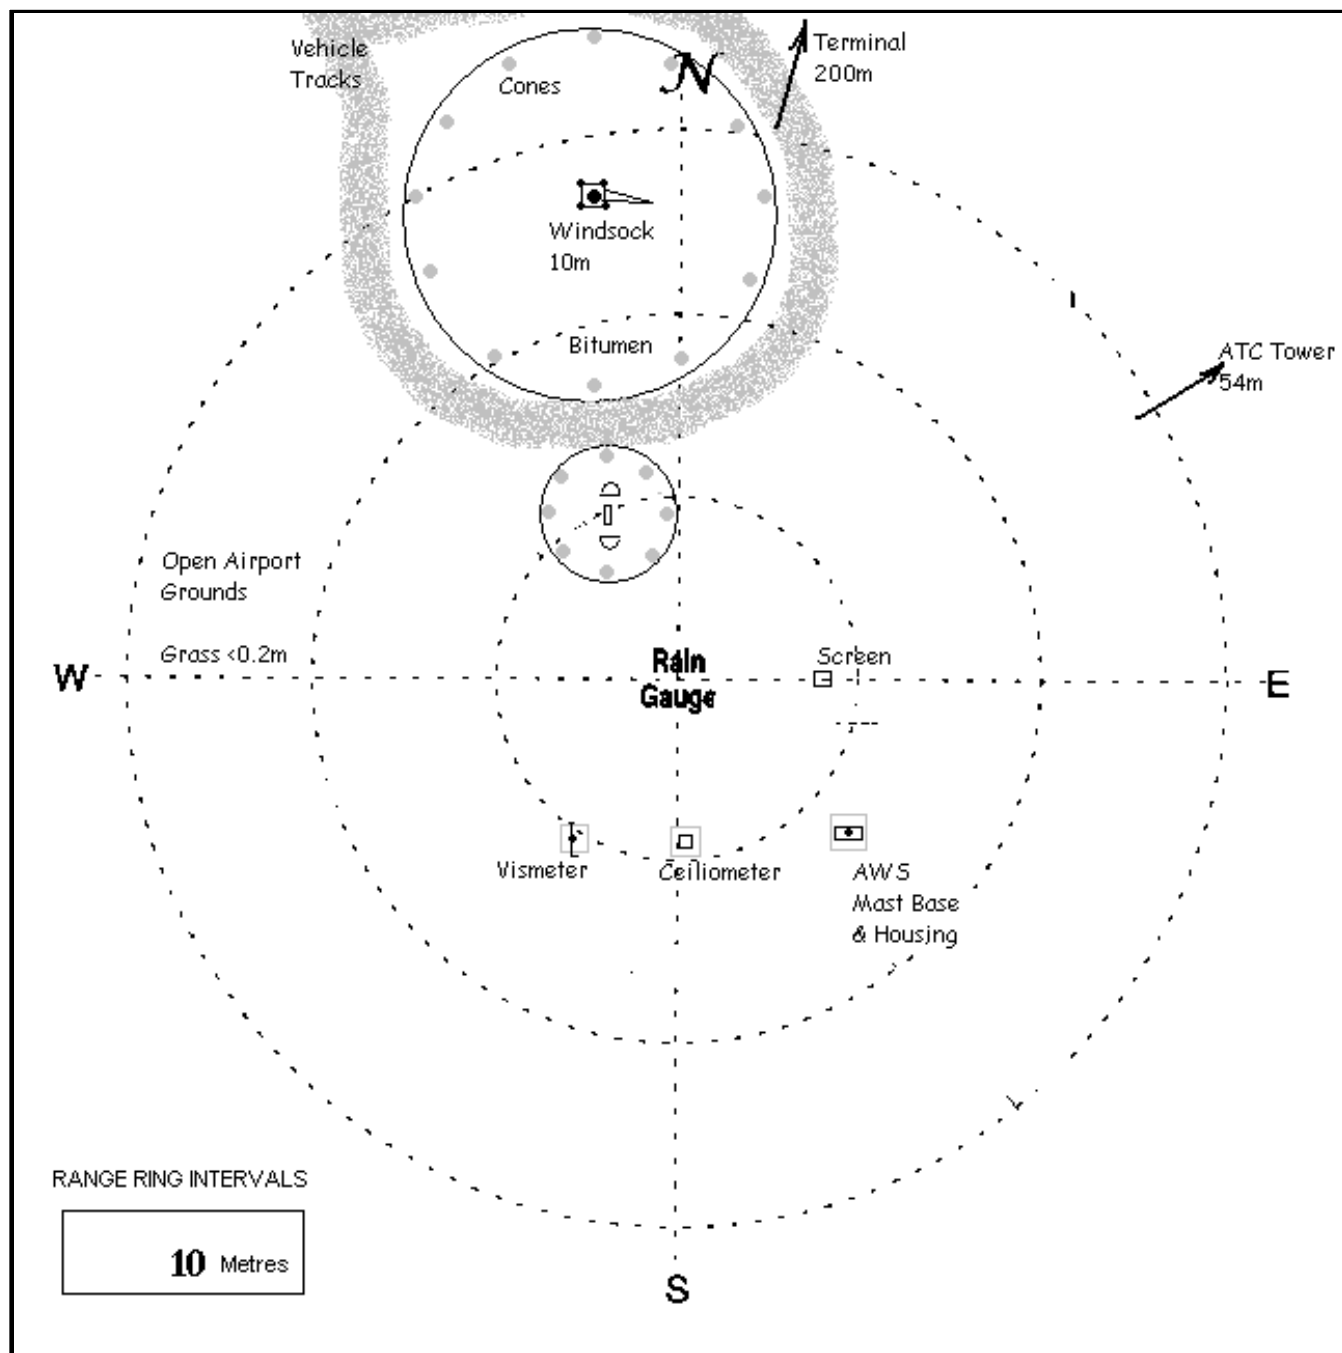 Vehicle
Tracks
Cones
N
Terminal
200m
Windsock
10m
Bitumen
ATC Tower
54m
Open Airport
Grounds
Grass <0.2m
W
Rain
Gauge
Screen
E
Vismeter
Ceiliometer
AWS
Mast Base
& Housing
RANGE RING INTERVALS
10 Metres
S